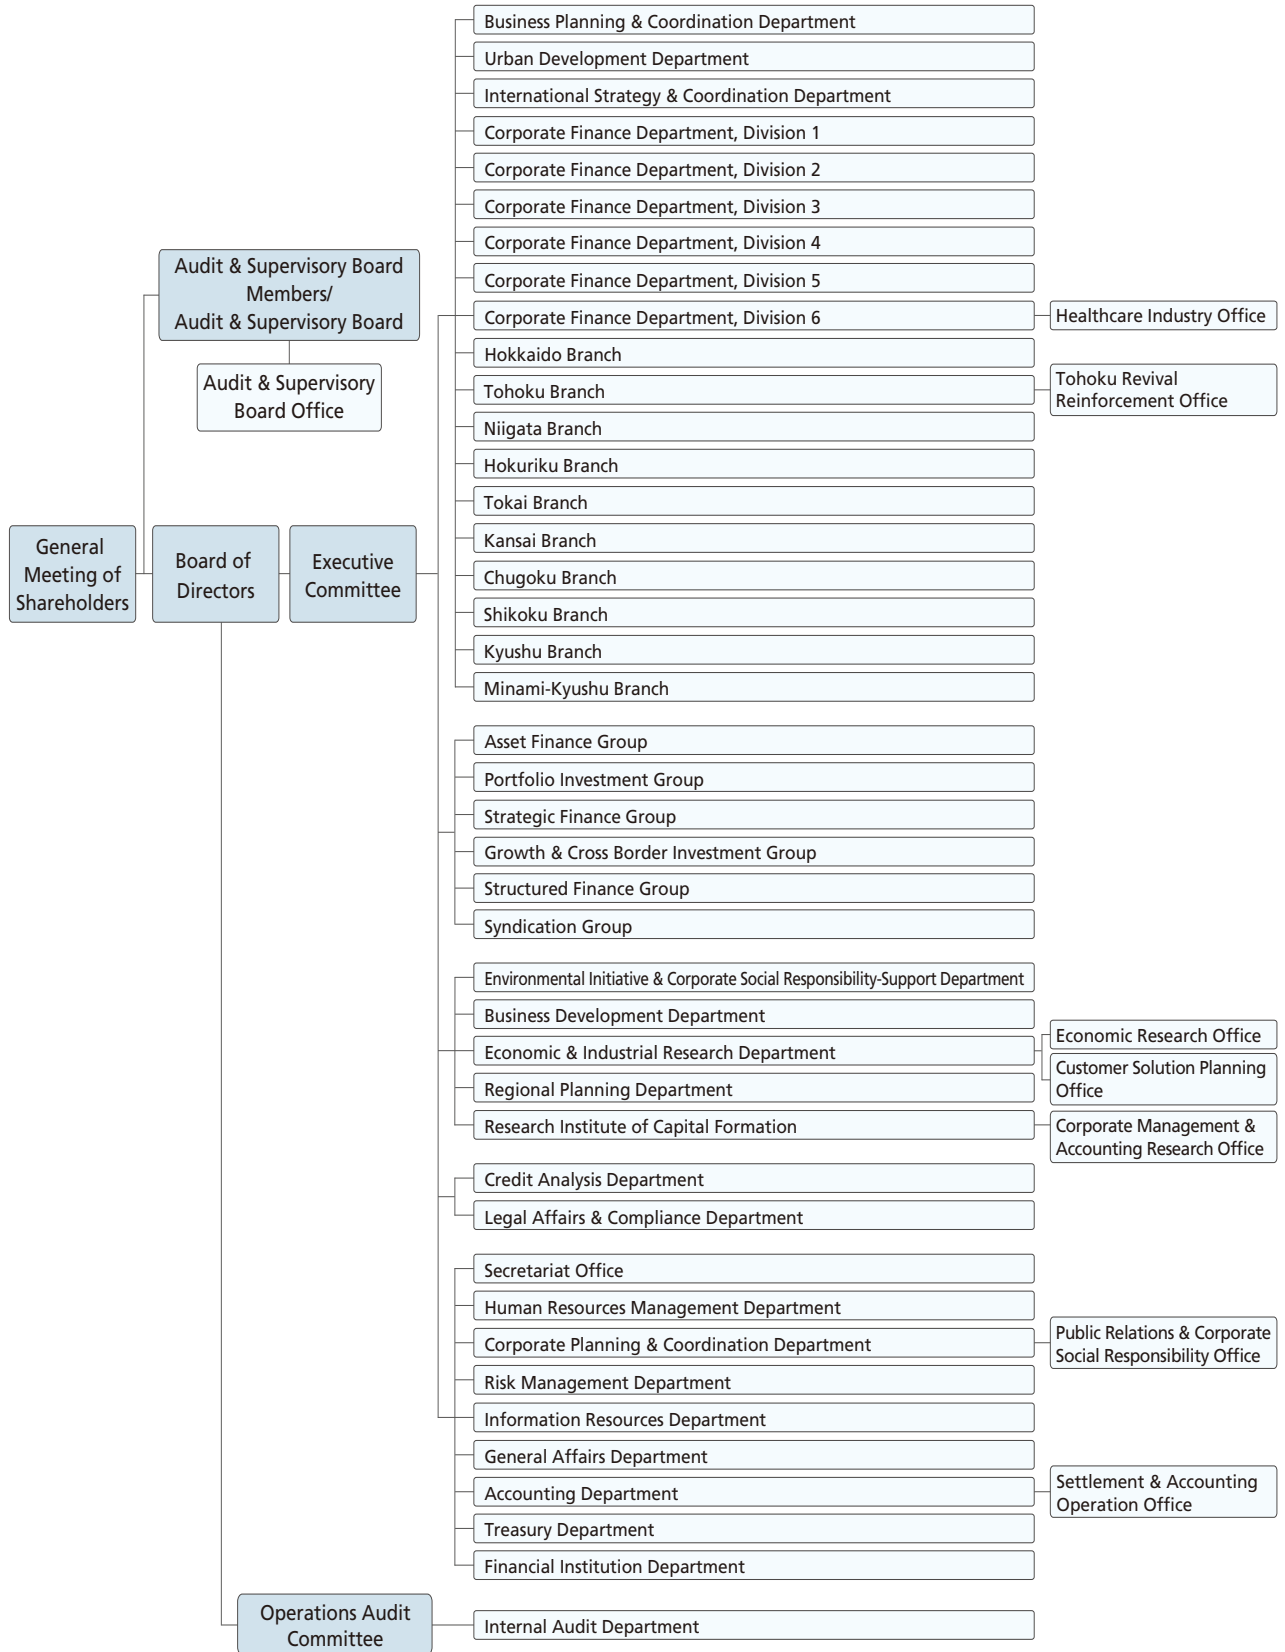 General
Meeting of
Shareholders
Audit & Supervisory Board
Members/
Audit & Supervisory Board
Audit & Supervisory
Board Office
Board of
Directors
Executive
Committee
Business Planning & Coordination Department
Urban Development Department
International Strategy & Coordination Department
Corporate Finance Department, Division 1
Corporate Finance Department, Division 2
Corporate Finance Department, Division 3
Corporate Finance Department, Division 4
Corporate Finance Department, Division 5
Corporate Finance Department, Division 6
Healthcare Industry Office
Hokkaido Branch
Tohoku Branch
Tohoku Revival
Reinforcement Office
Niigata Branch
Hokuriku Branch
Tokai Branch
Kansai Branch
Chugoku Branch
Shikoku Branch
Kyushu Branch
Minami-Kyushu Branch
Asset Finance Group
Portfolio Investment Group
Strategic Finance Group
Growth & Cross Border Investment Group
Structured Finance Group
Syndication Group
Environmental Initiative & Corporate Social Responsibility-Support Department
Business Development Department
Economic & Industrial Research Department
Economic Research Office
Customer Solution Planning
Office
Regional Planning Department
Research Institute of Capital Formation
Corporate Management &
Accounting Research Office
Credit Analysis Department
Legal Affairs & Compliance Department
Secretariat Office
Human Resources Management Department
Corporate Planning & Coordination Department
Public Relations & Corporate
Social Responsibility Office
Risk Management Department
Information Resources Department
General Affairs Department
Accounting Department
Settlement & Accounting
Operation Office
Treasury Department
Financial Institution Department
Operations Audit
Committee
Internal Audit Department